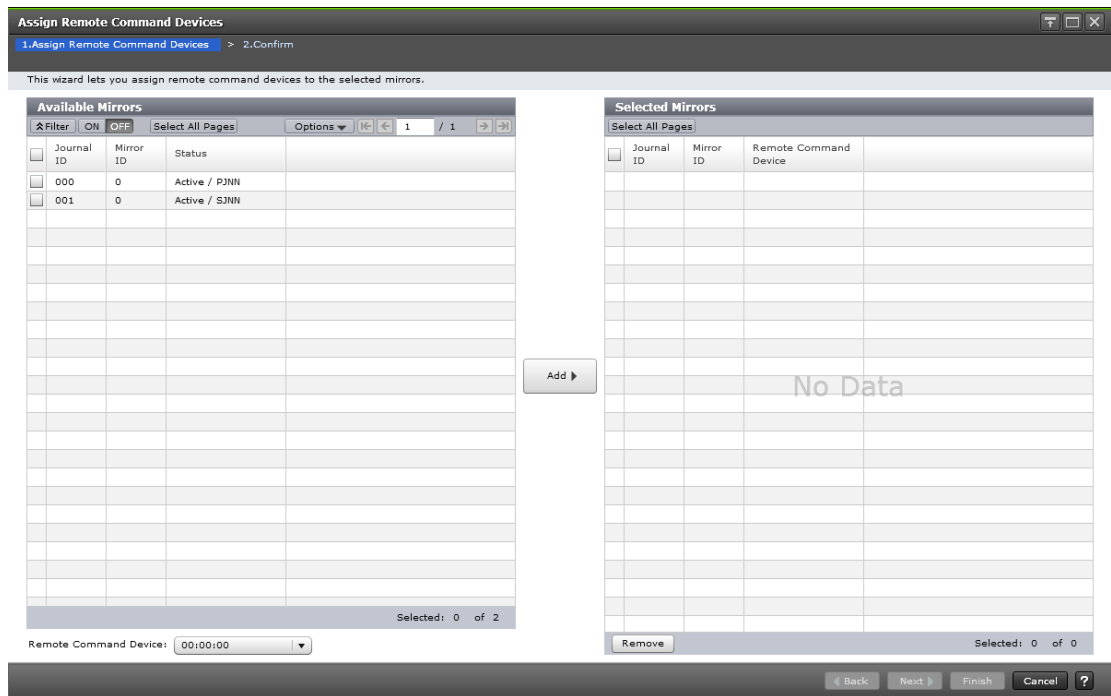 Assign Remote Command Devices
1.Assign Remote Command Devices > 2.Confirm
This wizard lets you assign remote command devices to the selected mirrors.
Available Mirrors
Filter ON OFF Select All Pages Options 1 / 1
Journal ID Mirror ID Status
000 0 Active / PJNN
001 0 Active / SJNN
Selected: 0 of 2
Remote Command Device: 00:00:00
Add
Selected Mirrors
Select All Pages
Journal ID Mirror ID Remote Command Device
No Data
Remove Selected: 0 of 0
Back Next Finish Cancel ?